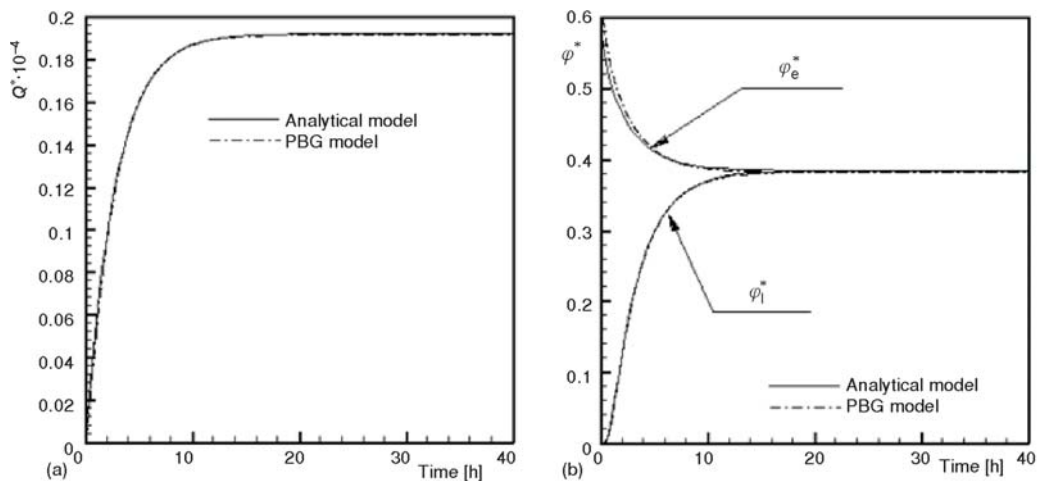 0.2
0.18
0.16
0.14
0.12
0.1
0.08
0.06
0.04
0.02
0
Q*·10⁻⁴
Analytical model
PBG model
0
10
20
30
40
Time [h]
(a)
0.6
φ*
0.5
0.4
0.3
0.2
0.1
0
φ*e
φ*l
Analytical model
PBG model
0
10
20
30
40
Time [h]
(b)